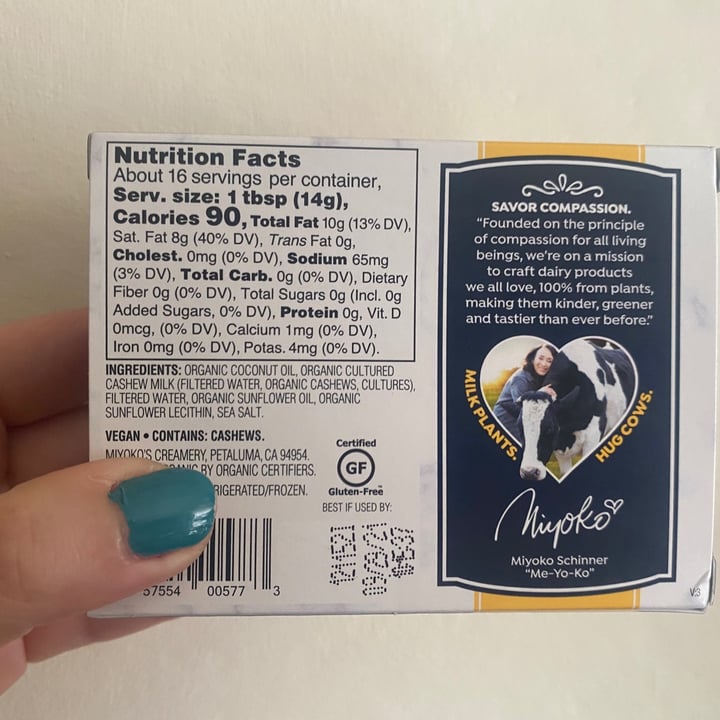 Nutrition Facts
About 16 servings per container,
Serv. size: 1 tbsp (14g),
Calories 90, Total Fat 10g (13% DV),
Sat. Fat 8g (40% DV), Trans Fat 0g,
Cholest. 0mg (0% DV), Sodium 65mg
(3% DV), Total Carb. 0g (0% DV), Dietary
Fiber 0g (0% DV), Total Sugars 0g (Incl. 0g
Added Sugars, 0% DV), Protein 0g, Vit. D
0mcg, (0% DV), Calcium 1mg (0% DV),
Iron 0mg (0% DV), Potas. 4mg (0% DV).
INGREDIENTS: ORGANIC COCONUT OIL, ORGANIC CULTURED
CASHEW MILK (FILTERED WATER, ORGANIC CASHEWS, CULTURES),
FILTERED WATER, ORGANIC SUNFLOWER OIL, ORGANIC
SUNFLOWER LECITHIN, SEA SALT.
VEGAN • CONTAINS: CASHEWS.
MIYOKO'S CREAMERY, PETALUMA, CA 94954.
BY ORGANIC CERTIFIERS.
57554 00577 3
Certified
GF
Gluten-Free™
BEST IF USED BY:
SAVOR COMPASSION.
"Founded on the principle
of compassion for all living
beings, we're on a mission
to craft dairy products
we all love, 100% from plants,
making them kinder, greener
and tastier than ever before."
MILK PLANTS.
HUG COWS.
Miyoko
Miyoko Schinner
"Me-Yo-Ko"
V.3